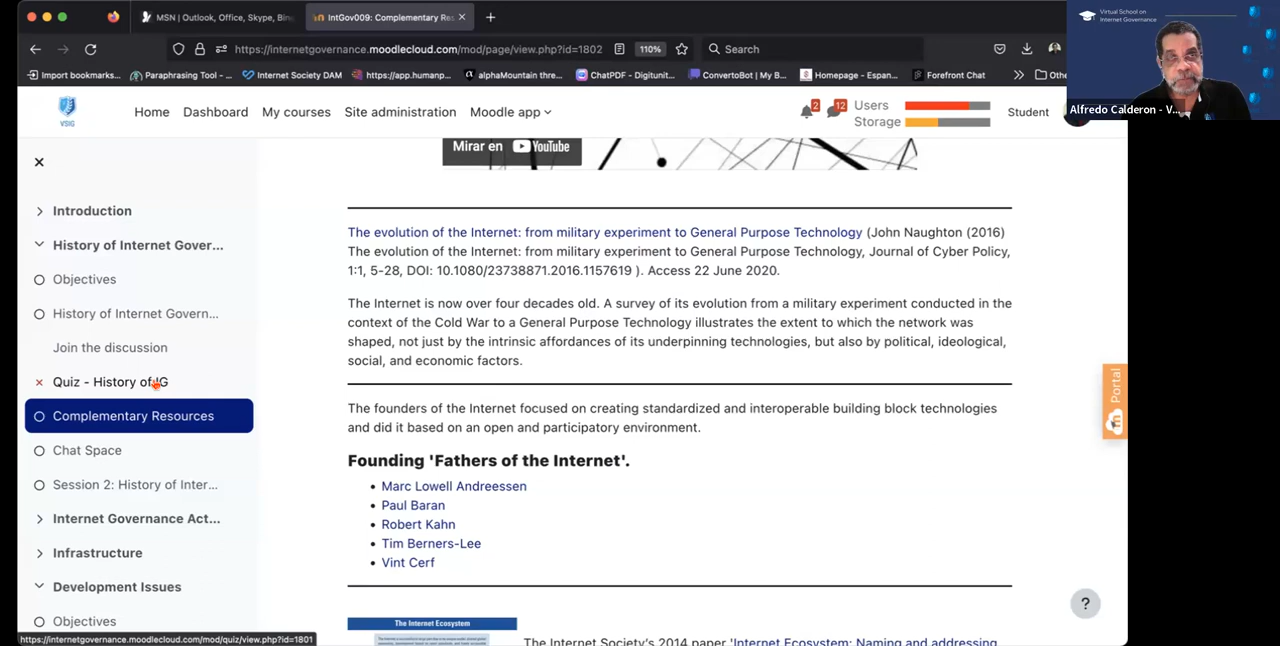 MSN | Outlook, Office, Skype, Bin
IntGov009: Complementary Res
https://internetgovernance.moodlecloud.com/mod/page/view.php?id=1802
110%
Search
Import bookmarks...
Paraphrasing Tool - ...
Internet Society DAM
https://app.humanp...
alphaMountain thre...
ChatPDF - Digitunit...
ConvertoBot | My B...
Homepage - Espan...
Forefront Chat
Othe
Virtual School on
Internet Governance
Alfredo Calderon - V...
VSIG
Home
Dashboard
My courses
Site administration
Moodle app
2
12
Users
Storage
Student
Introduction
History of Internet Gover...
Objectives
History of Internet Govern...
Join the discussion
Quiz - History of IG
Complementary Resources
Chat Space
Session 2: History of Inter...
Internet Governance Act...
Infrastructure
Development Issues
Objectives
https://internetgovernance.moodlecloud.com/mod/quiz/view.php?id=1801
Mirar en YouTube
The evolution of the Internet: from military experiment to General Purpose Technology (John Naughton (2016)
The evolution of the Internet: from military experiment to General Purpose Technology, Journal of Cyber Policy,
1:1, 5-28, DOI: 10.1080/23738871.2016.1157619 ). Access 22 June 2020.
The Internet is now over four decades old. A survey of its evolution from a military experiment conducted in the
context of the Cold War to a General Purpose Technology illustrates the extent to which the network was
shaped, not just by the intrinsic affordances of its underpinning technologies, but also by political, ideological,
social, and economic factors.
The founders of the Internet focused on creating standardized and interoperable building block technologies
and did it based on an open and participatory environment.
Founding 'Fathers of the Internet'.
Marc Lowell Andreessen
Paul Baran
Robert Kahn
Tim Berners-Lee
Vint Cerf
The Internet Ecosystem
The Internet Society's 2014 paper 'Internet Ecosystem: Naming and addressing
Portal
?